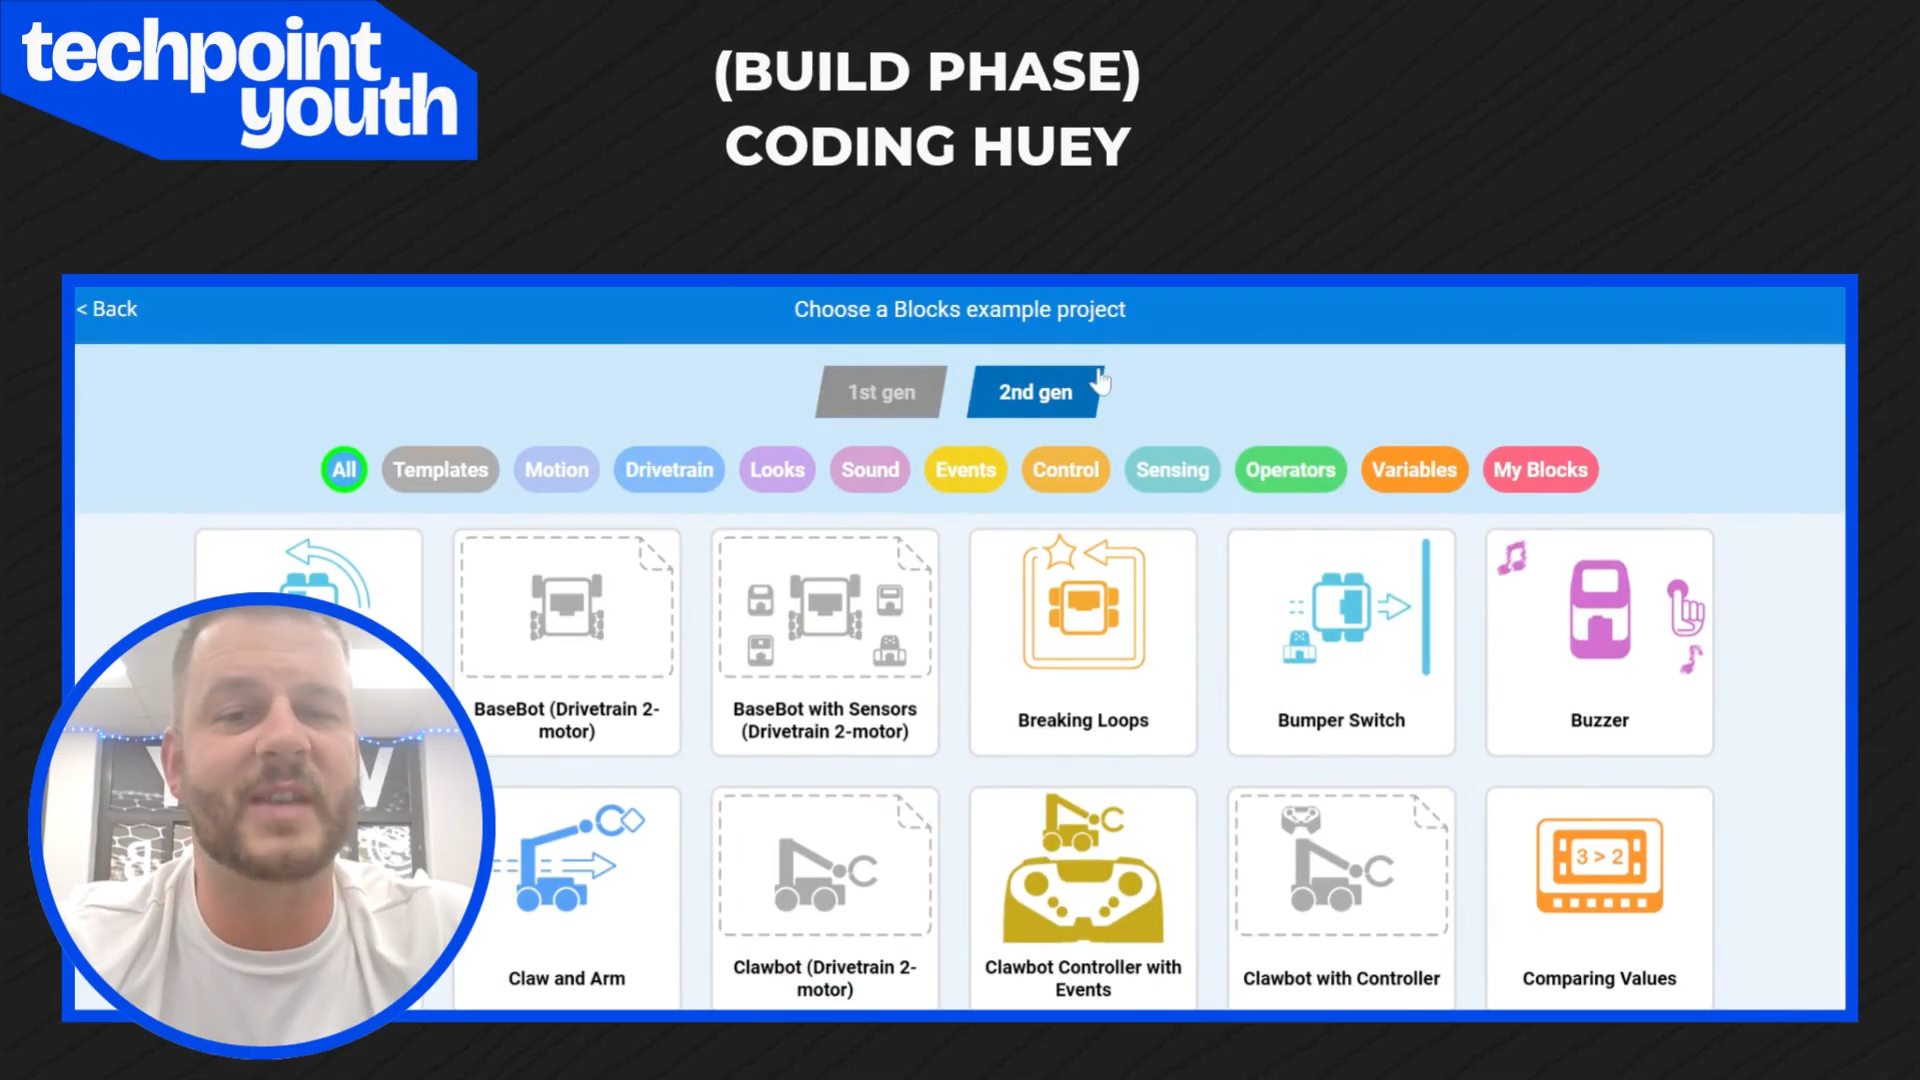 techpoint
youth
(BUILD PHASE)
CODING HUEY
< Back
Choose a Blocks example project
1st gen
2nd gen
All
Templates
Motion
Drivetrain
Looks
Sound
Events
Control
Sensing
Operators
Variables
My Blocks
BaseBot (Drivetrain 2-
motor)
BaseBot with Sensors
(Drivetrain 2-motor)
Breaking Loops
Bumper Switch
Buzzer
3 > 2
Claw and Arm
Clawbot (Drivetrain 2-
motor)
Clawbot Controller with
Events
Clawbot with Controller
Comparing Values